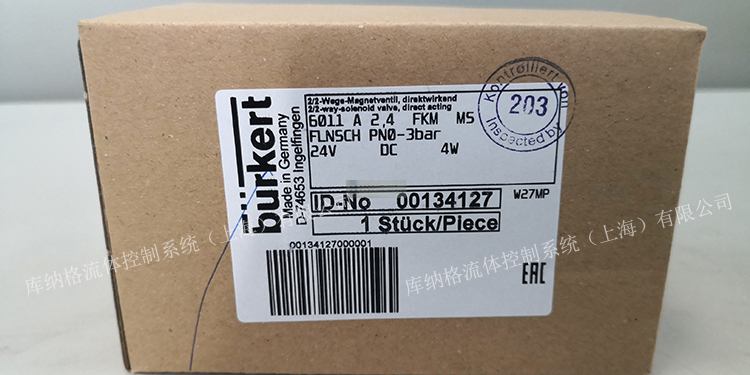 bürkert
Made in Germany
D-74653 Ingelfingen
2/2-Wege-Magnetventil, direktwirkend
2/2-way-solenoid valve, direct acting
6011 A 2,4 FKM MS
FLNSCH PN0-3bar
24V DC 4W
Kontrolliert von
203
Inspected by
ID-No 00134127
W27MP
1 Stück/Piece
00134127000001
EAC
库纳格流体控制系统（上海）有限公司
库纳格流体控制系统（上海）有限公司